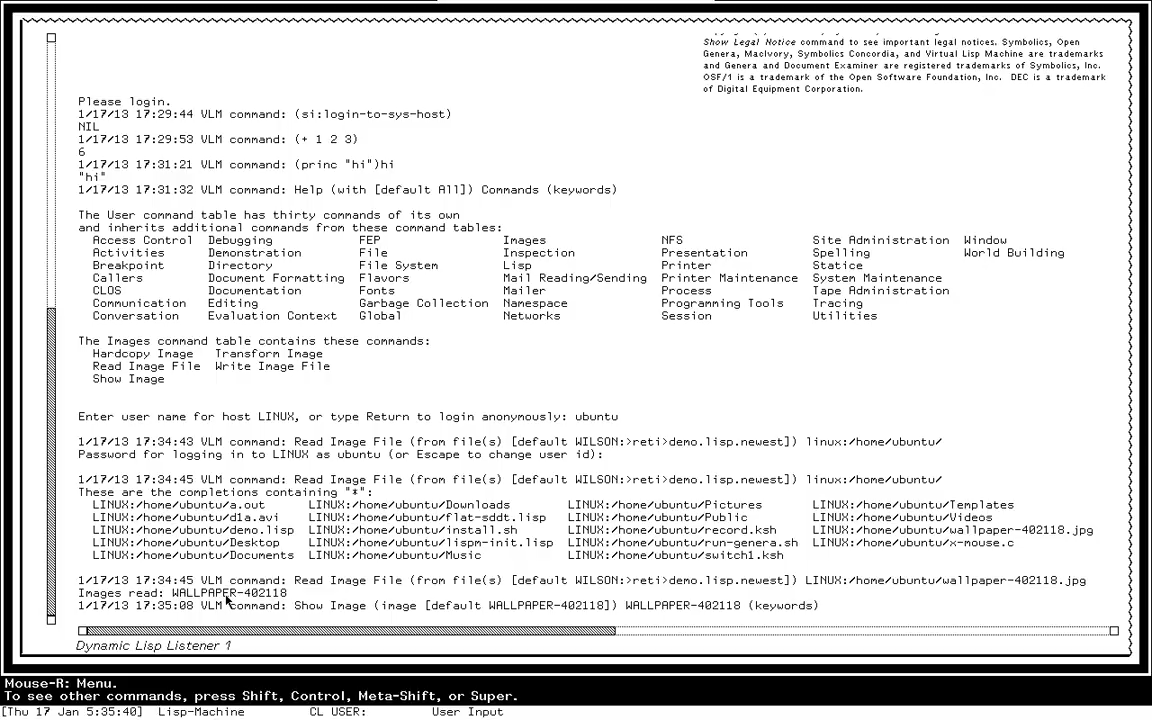 Show Legal Notice command to see important legal notices. Symbolics, Open
Genera, MacIvory, Symbolics Concordia, and Virtual Lisp Machine are trademarks
and Genera and Document Examiner are registered trademarks of Symbolics, Inc.
OSF/1 is a trademark of the Open Software Foundation, Inc. DEC is a trademark
of Digital Equipment Corporation.
Please login.
1/17/13 17:29:44 VLM command: (si:login-to-sys-host)
NIL
1/17/13 17:29:53 VLM command: (+ 1 2 3)
6
1/17/13 17:31:21 VLM command: (princ "hi")hi
"hi"
1/17/13 17:31:32 VLM command: Help (with [default All]) Commands (keywords)
The User command table has thirty commands of its own
and inherits additional commands from these command tables:
Access Control Debugging FEP Images NFS Site Administration Window
Activities Demonstration File Inspection Presentation Spelling World Building
Breakpoint Directory File System Lisp Printer Statice
Callers Document Formatting Flavors Mail Reading/Sending Printer Maintenance System Maintenance
CLOS Documentation Fonts Mailer Process Tape Administration
Communication Editing Garbage Collection Namespace Programming Tools Tracing
Conversation Evaluation Context Global Networks Session Utilities
The Images command table contains these commands:
Hardcopy Image Transform Image
Read Image File Write Image File
Show Image
Enter user name for host LINUX, or type Return to login anonymously: ubuntu
1/17/13 17:34:43 VLM command: Read Image File (from file(s) [default WILSON:>reti>demo.lisp.newest]) linux:/home/ubuntu/
Password for logging in to LINUX as ubuntu (or Escape to change user id):
1/17/13 17:34:45 VLM command: Read Image File (from file(s) [default WILSON:>reti>demo.lisp.newest]) linux:/home/ubuntu/
These are the completions containing "*":
LINUX:/home/ubuntu/a.out LINUX:/home/ubuntu/Downloads LINUX:/home/ubuntu/Pictures LINUX:/home/ubuntu/Templates
LINUX:/home/ubuntu/d1a.avi LINUX:/home/ubuntu/flat-sddt.lisp LINUX:/home/ubuntu/Public LINUX:/home/ubuntu/Videos
LINUX:/home/ubuntu/demo.lisp LINUX:/home/ubuntu/install.sh LINUX:/home/ubuntu/record.ksh LINUX:/home/ubuntu/wallpaper-402118.jpg
LINUX:/home/ubuntu/Desktop LINUX:/home/ubuntu/lispm-init.lisp LINUX:/home/ubuntu/run-genera.sh LINUX:/home/ubuntu/x-mouse.c
LINUX:/home/ubuntu/Documents LINUX:/home/ubuntu/Music LINUX:/home/ubuntu/switch1.ksh
1/17/13 17:34:45 VLM command: Read Image File (from file(s) [default WILSON:>reti>demo.lisp.newest]) LINUX:/home/ubuntu/wallpaper-402118.jpg
Images read: WALLPAPER-402118
1/17/13 17:35:08 VLM command: Show Image (image [default WALLPAPER-402118]) WALLPAPER-402118 (keywords)
Dynamic Lisp Listener 1
Mouse-R: Menu.
To see other commands, press Shift, Control, Meta-Shift, or Super.
[Thu 17 Jan 5:35:40] Lisp-Machine CL USER: User Input